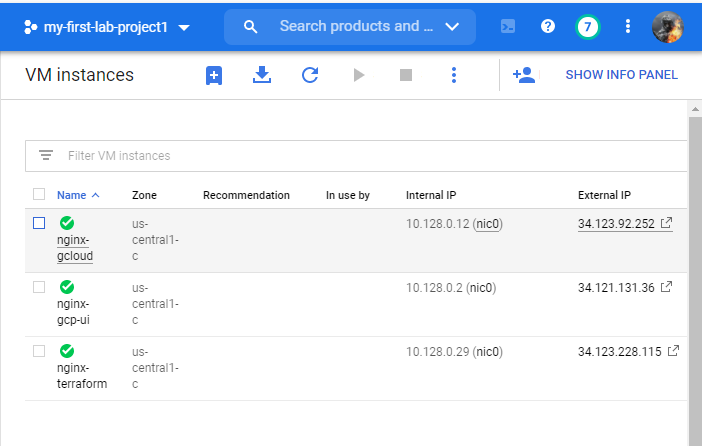 my-first-lab-project1 Search products and ... 7
VM instances SHOW INFO PANEL
Filter VM instances
Name Zone Recommendation In use by Internal IP External IP
nginx-gcloud us-central1-c 10.128.0.12 (nic0) 34.123.92.252
nginx-gcp-ui us-central1-c 10.128.0.2 (nic0) 34.121.131.36
nginx-terraform us-central1-c 10.128.0.29 (nic0) 34.123.228.115